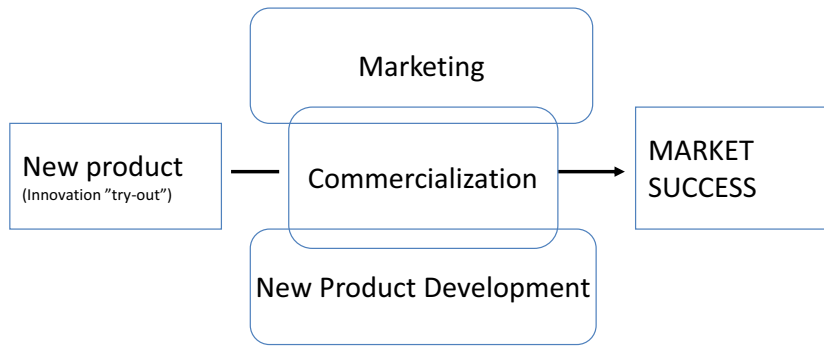 Marketing
New product
(Innovation ”try-out”)
Commercialization
MARKET
SUCCESS
New Product Development